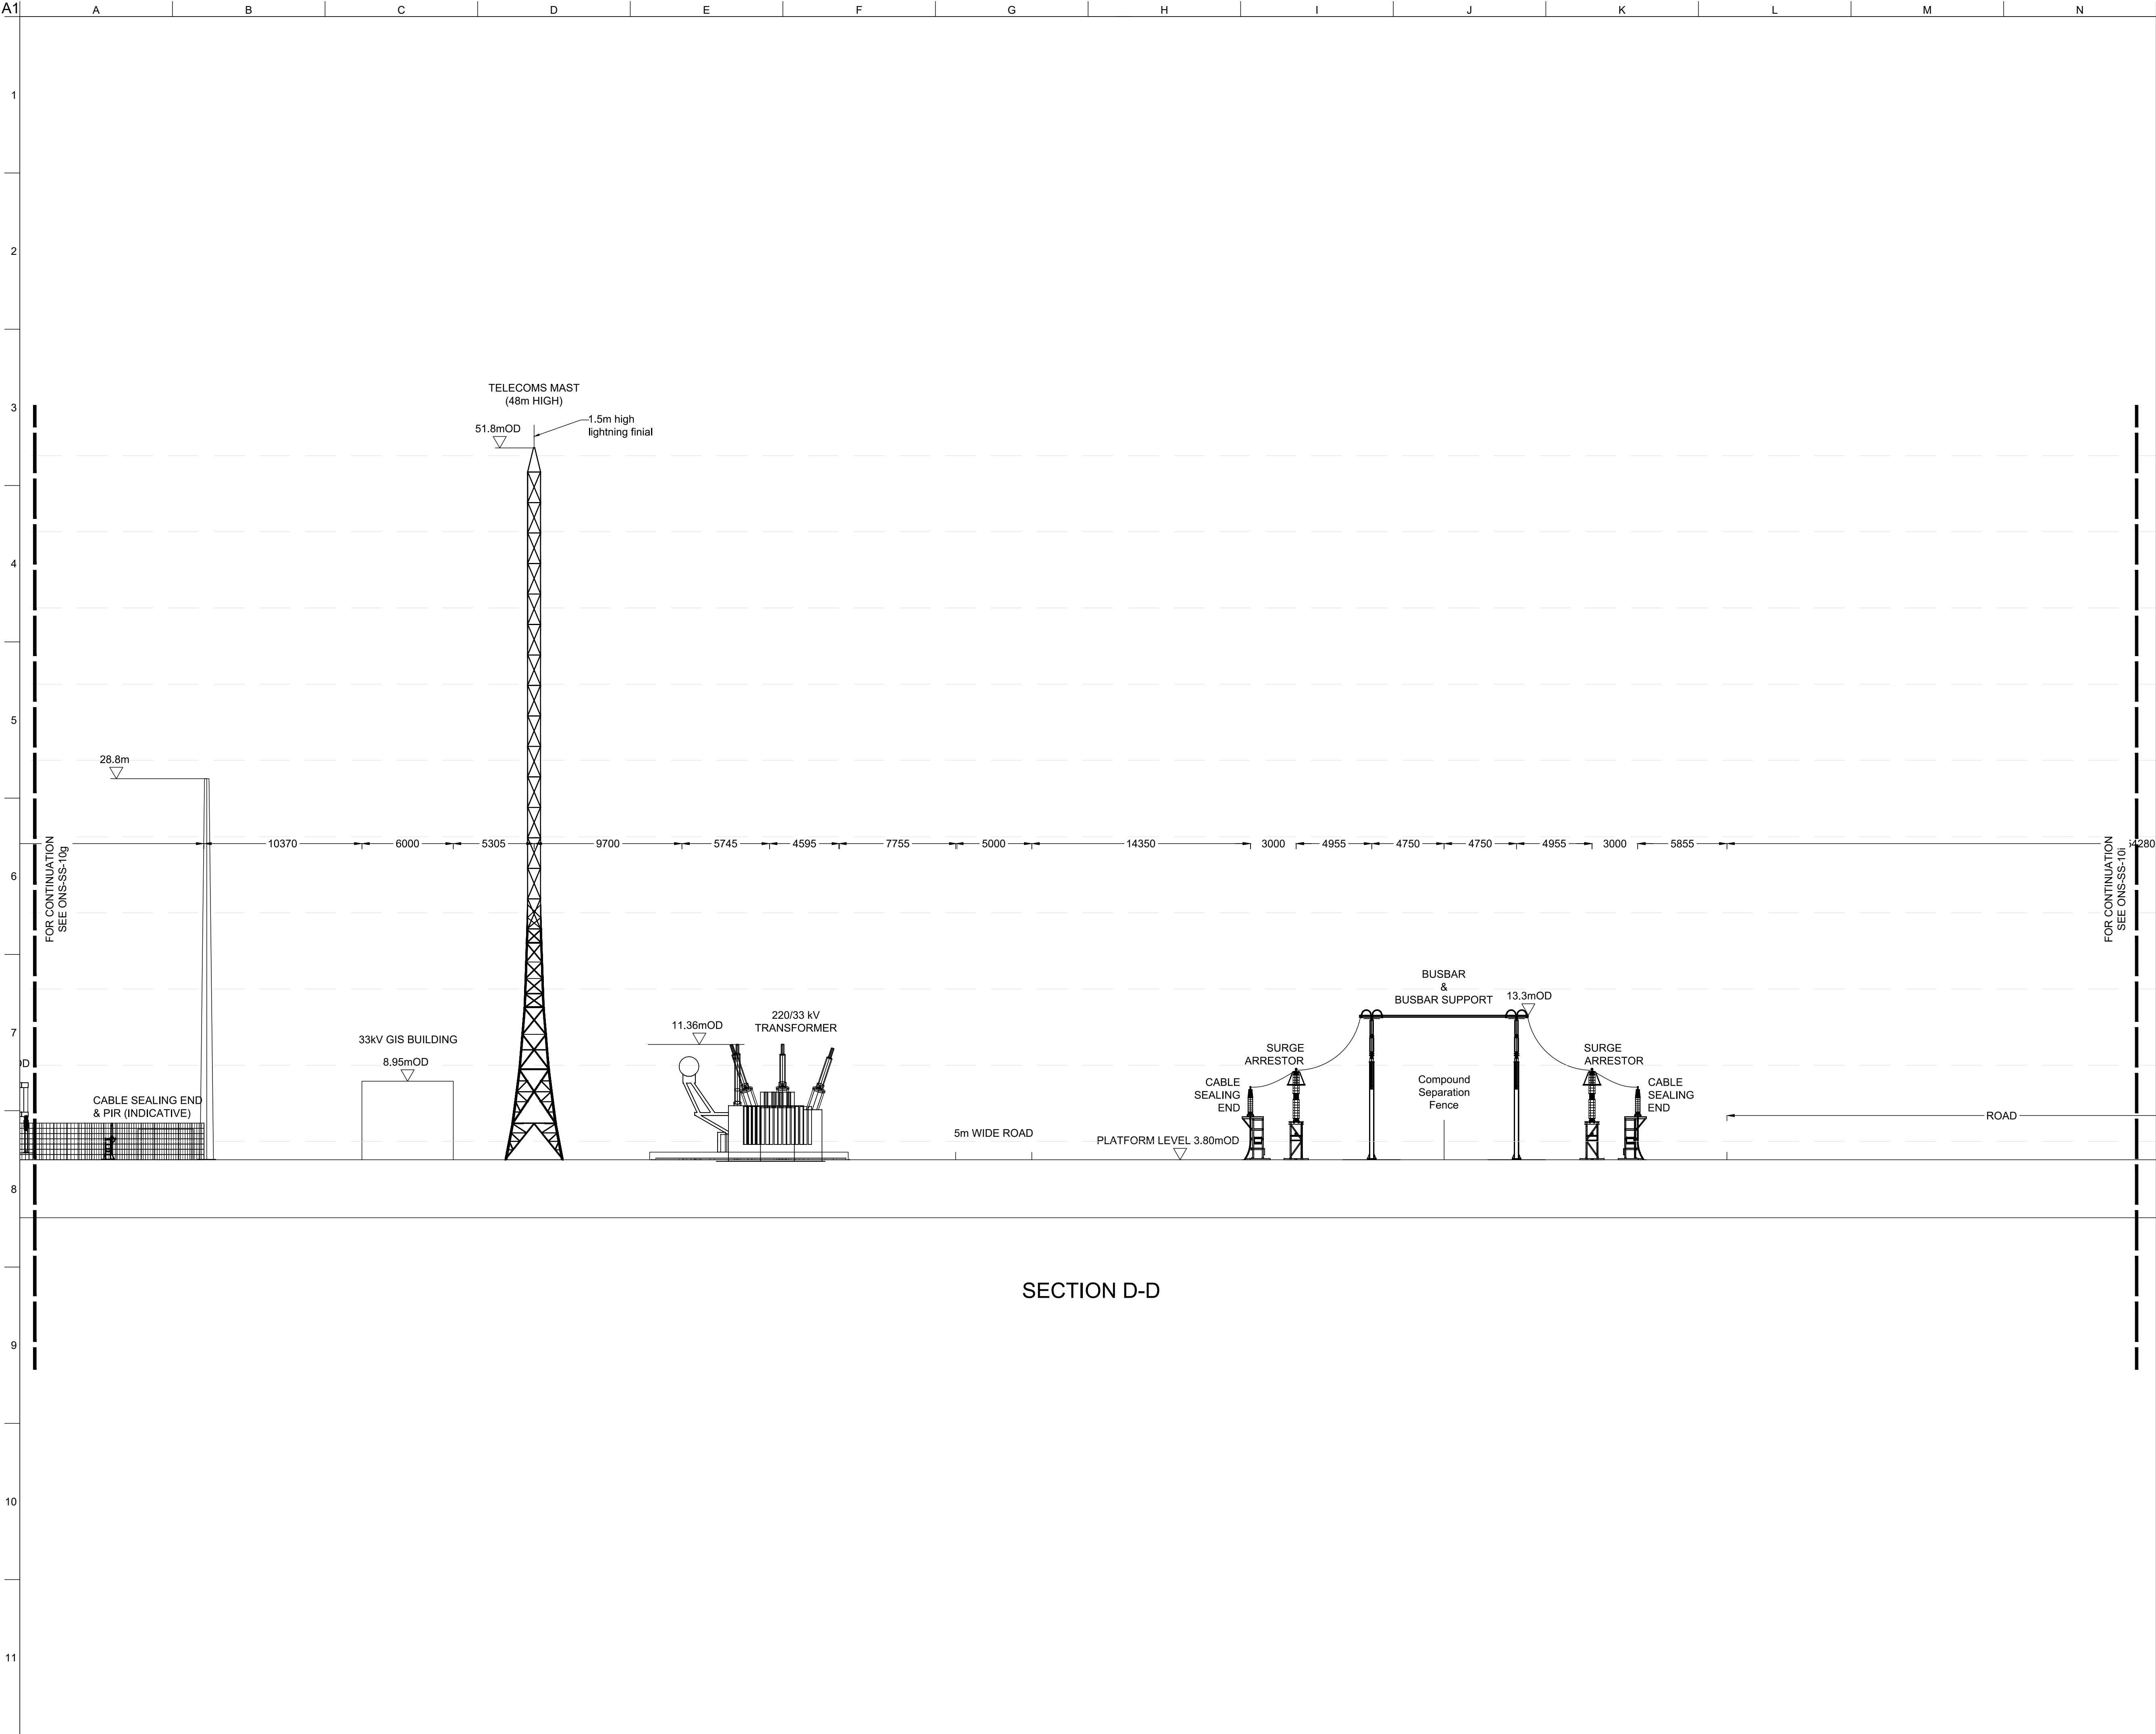 A1
A B C D E F G H I J K L M N
1
2
TELECOMS MAST
(48m HIGH)
3
1.5m high
lightning finial
51.8mOD
4
5
28.8m
FOR CONTINUATION
SEE ONS-SS-10g
10370 6000 5305 9700 5745 4595 7755 5000 14350 3000 4955 4750 4750 4955 3000 5855
FOR CONTINUATION
SEE ONS-SS-10i
6
BUSBAR
&
BUSBAR SUPPORT
13.3mOD
220/33 kV
TRANSFORMER
11.36mOD
7
33kV GIS BUILDING
8.95mOD
SURGE
ARRESTOR
SURGE
ARRESTOR
CABLE
SEALING
END
Compound
Separation
Fence
CABLE
SEALING
END
CABLE SEALING END
& PIR (INDICATIVE)
ROAD
5m WIDE ROAD
PLATFORM LEVEL 3.80mOD
8
SECTION D-D
9
10
11